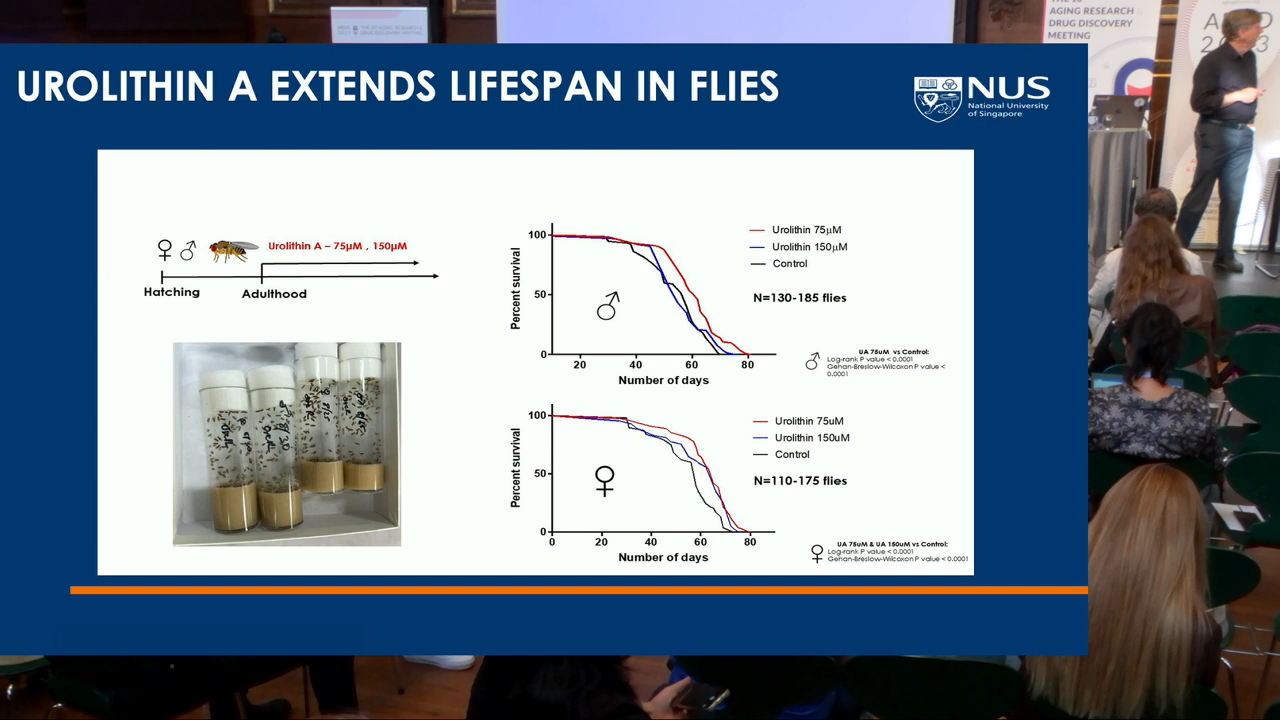 UROLITHIN A EXTENDS LIFESPAN IN FLIES
NUS
National University
of Singapore
AGING RESEARCH
DRUG DISCOVERY
MEETING
Urolithin A – 75µM , 150µM
Hatching
Adulthood
Percent survival
100
50
0
20
40
60
80
Number of days
Urolithin 75µM
Urolithin 150µM
Control
N=130-185 flies
UA 75uM vs Control:
Log-rank P value < 0.0001
Gehan-Breslow-Wilcoxon P value <
0.0001
Percent survival
100
50
0
0
20
40
60
80
Number of days
Urolithin 75uM
Urolithin 150uM
Control
N=110-175 flies
UA 75uM & UA 150uM vs Control:
Log-rank P value < 0.0001
Gehan-Breslow-Wilcoxon P value < 0.0001